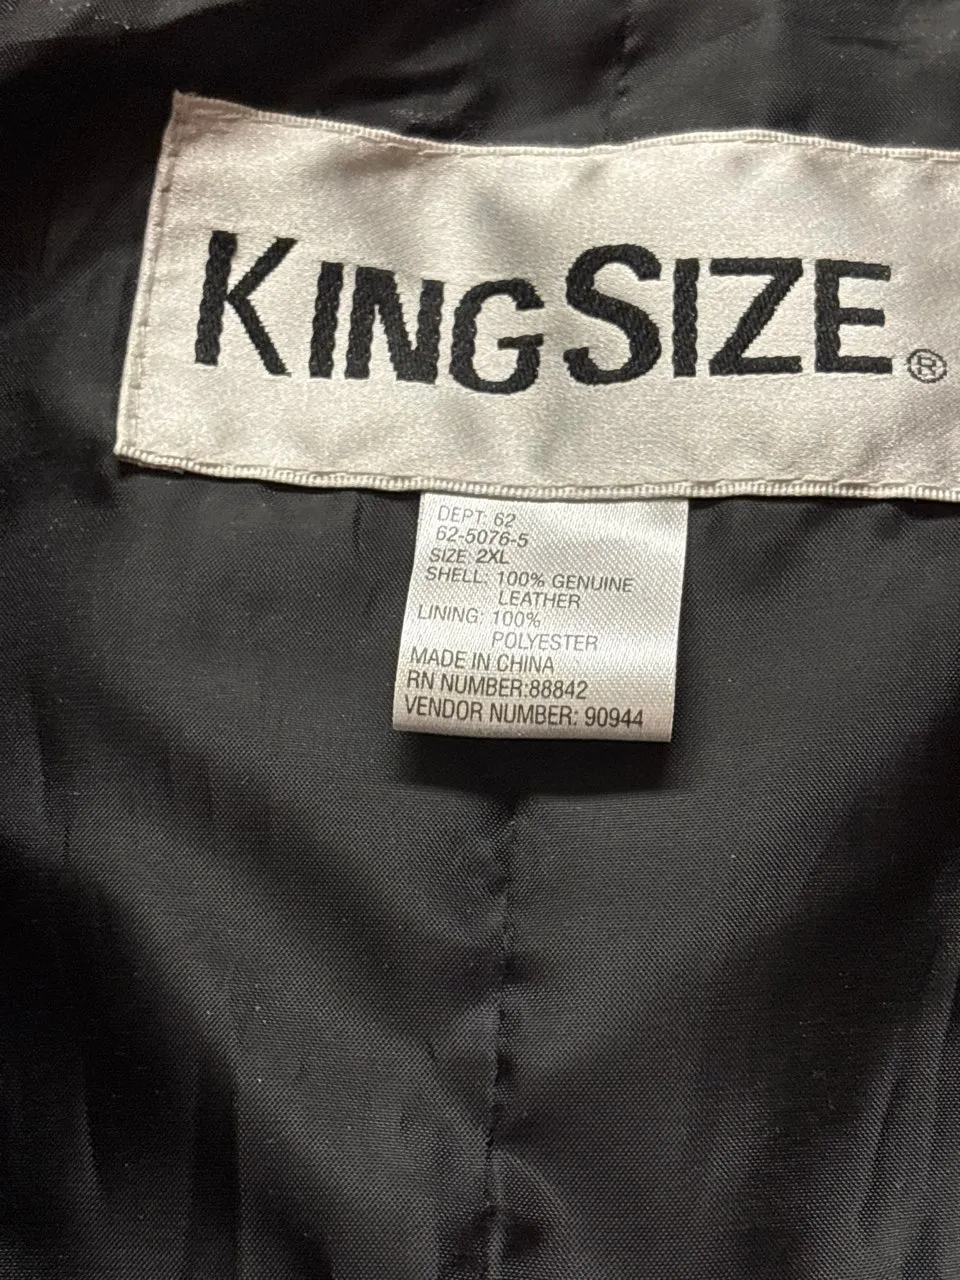 KINGSIZE®
DEPT: 62
62-5076-5
SIZE: 2XL
SHELL: 100% GENUINE
LEATHER
LINING: 100%
POLYESTER
MADE IN CHINA
RN NUMBER:88842
VENDOR NUMBER: 90944